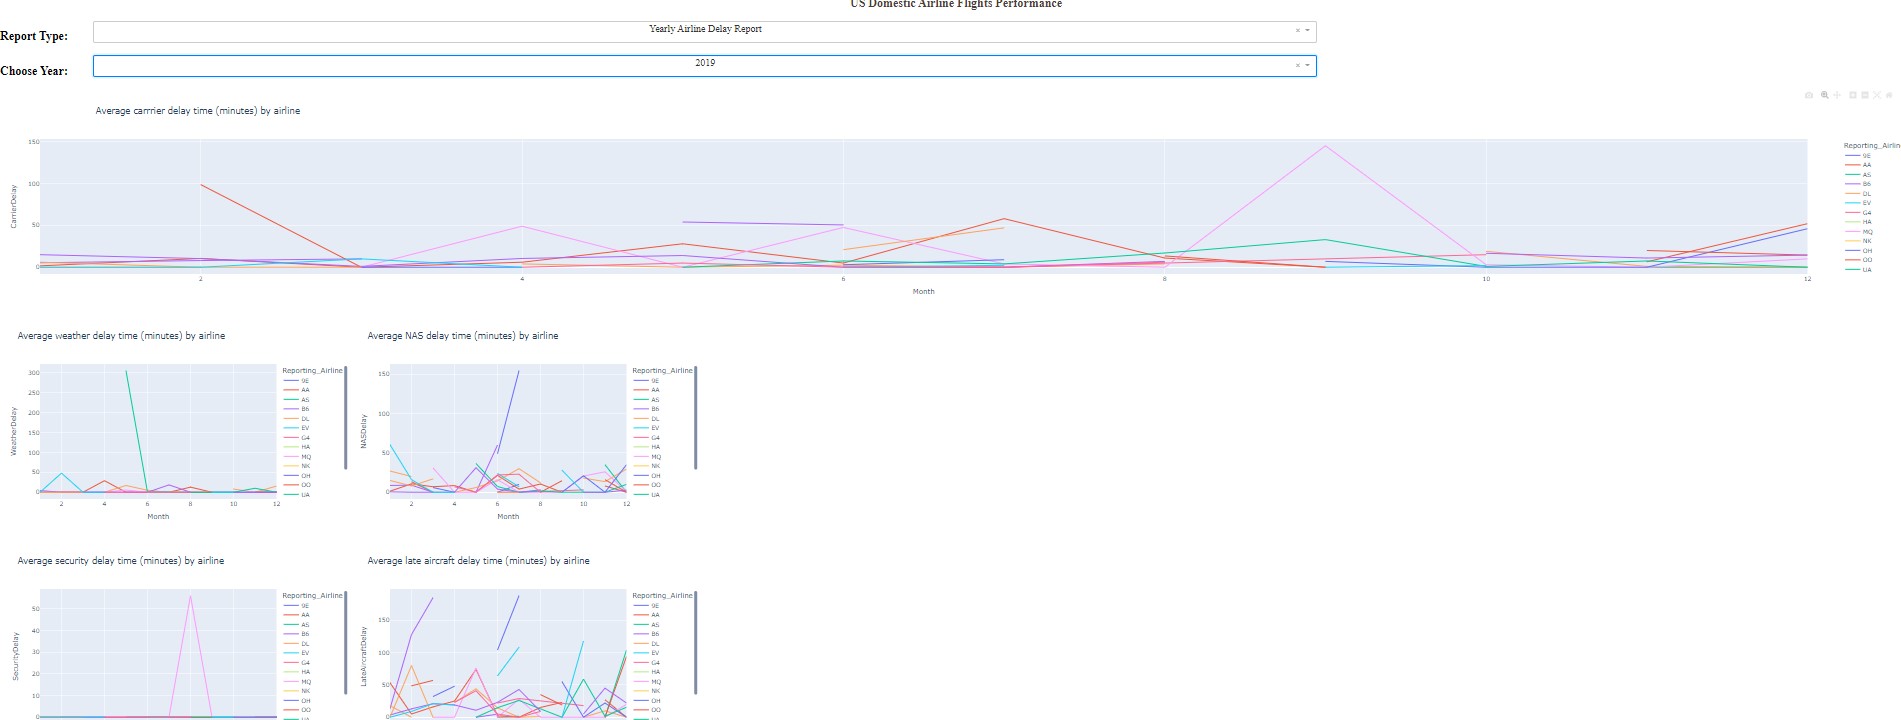 US Domestic Airline Flights Performance
Report Type:
Yearly Airline Delay Report
Choose Year:
2019
Average carrrier delay time (minutes) by airline
CarrierDelay
150
100
50
0
2
4
6
8
10
12
Month
Reporting_Airlin
9E
AA
AS
B6
DL
EV
G4
HA
MQ
NK
OH
OO
UA
Average weather delay time (minutes) by airline
WeatherDelay
300
250
200
150
100
50
0
2
4
6
8
10
12
Month
Reporting_Airline
9E
AA
AS
B6
DL
EV
G4
HA
MQ
NK
OH
OO
UA
Average NAS delay time (minutes) by airline
NASDelay
150
100
50
0
2
4
6
8
10
12
Month
Reporting_Airline
9E
AA
AS
B6
DL
EV
G4
HA
MQ
NK
OH
OO
UA
Average security delay time (minutes) by airline
SecurityDelay
50
40
30
20
10
0
Reporting_Airline
9E
AA
AS
B6
DL
EV
G4
HA
MQ
NK
OH
OO
UA
Average late aircraft delay time (minutes) by airline
LateAircraftDelay
150
100
50
0
Reporting_Airline
9E
AA
AS
B6
DL
EV
G4
HA
MQ
NK
OH
OO
UA